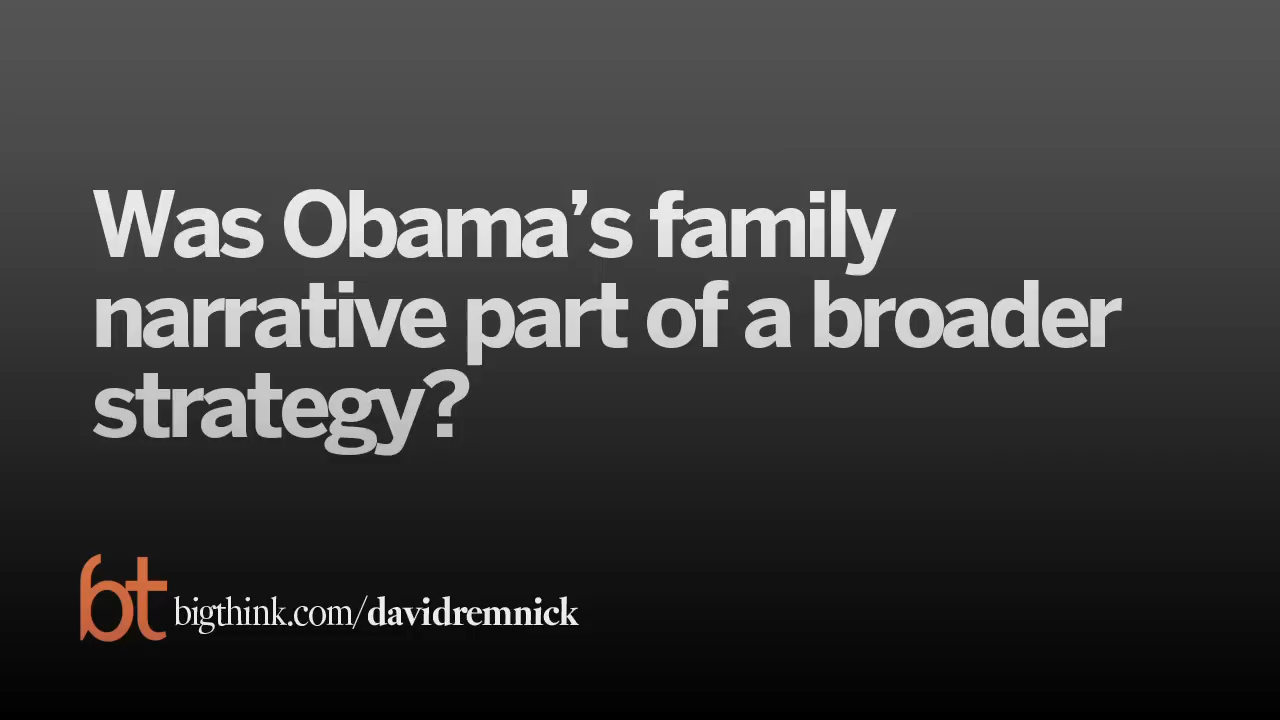 Was Obama’s family
narrative part of a broader
strategy?
bt bigthink.com/davidremnick